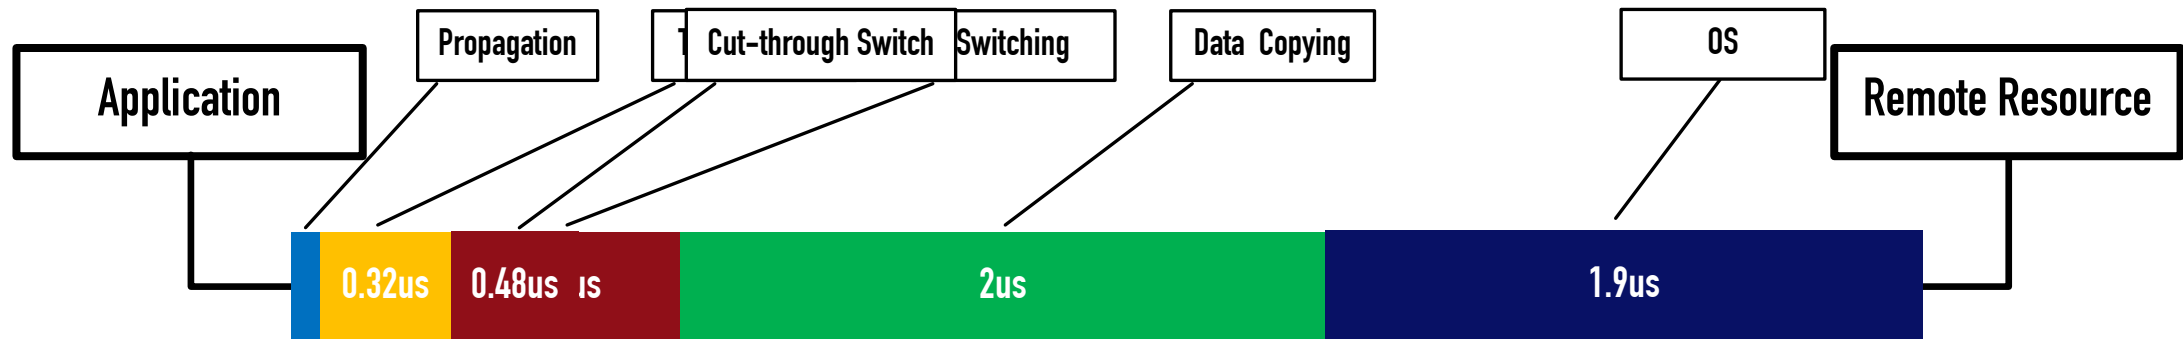 Propagation
Cut-through Switch
Switching
Data Copying
OS
Application
Remote Resource
0.32us
0.48us
2us
1.9us